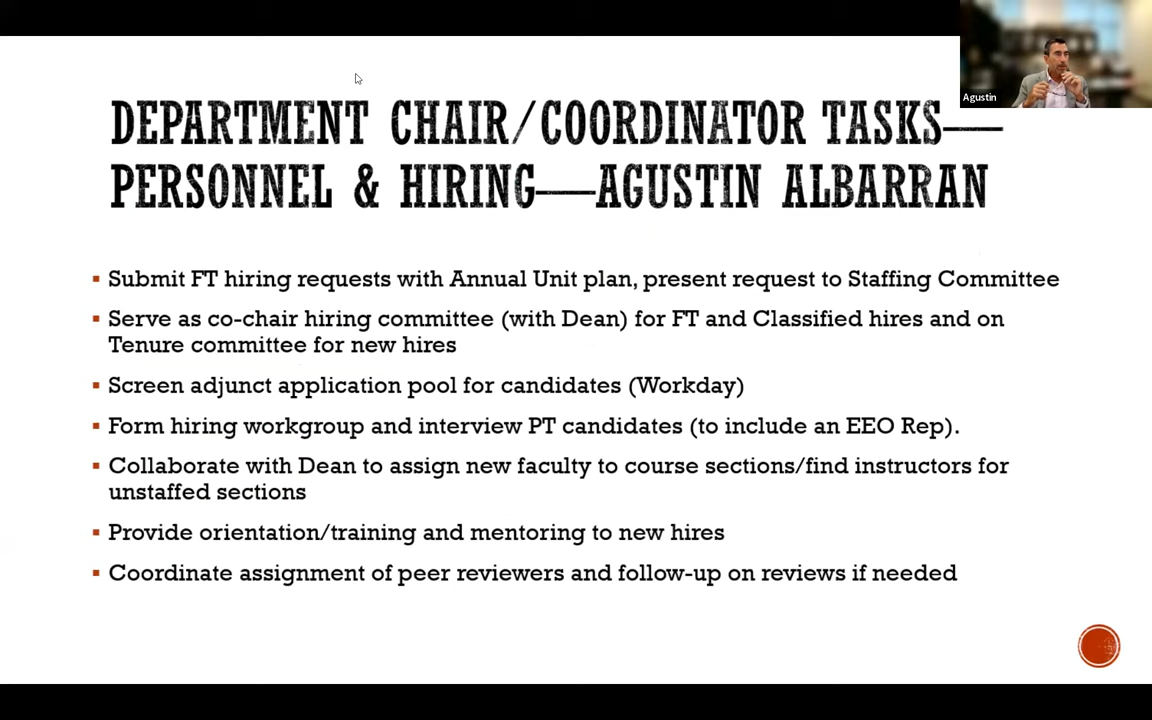 DEPARTMENT CHAIR/COORDINATOR TASKS—
PERSONNEL & HIRING—AGUSTIN ALBARRAN
Agustin
▪ Submit FT hiring requests with Annual Unit plan, present request to Staffing Committee
▪ Serve as co-chair hiring committee (with Dean) for FT and Classified hires and on
Tenure committee for new hires
▪ Screen adjunct application pool for candidates (Workday)
▪ Form hiring workgroup and interview PT candidates (to include an EEO Rep).
▪ Collaborate with Dean to assign new faculty to course sections/find instructors for
unstaffed sections
▪ Provide orientation/training and mentoring to new hires
▪ Coordinate assignment of peer reviewers and follow-up on reviews if needed